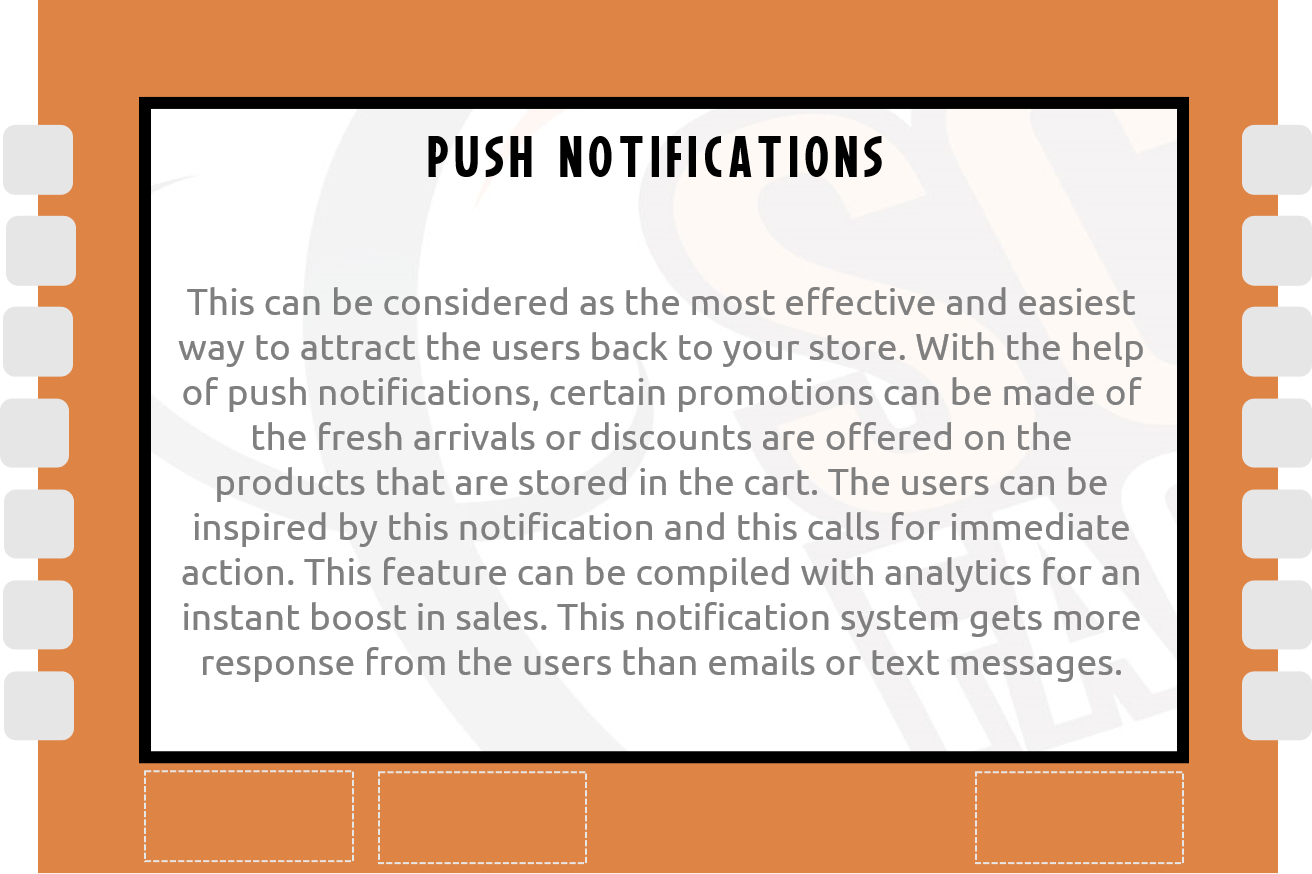 PUSH NOTIFICATIONS
This can be considered as the most effective and easiest
way to attract the users back to your store. With the help
of push notifications, certain promotions can be made of
the fresh arrivals or discounts are offered on the
products that are stored in the cart. The users can be
inspired by this notification and this calls for immediate
action. This feature can be compiled with analytics for an
instant boost in sales. This notification system gets more
response from the users than emails or text messages.